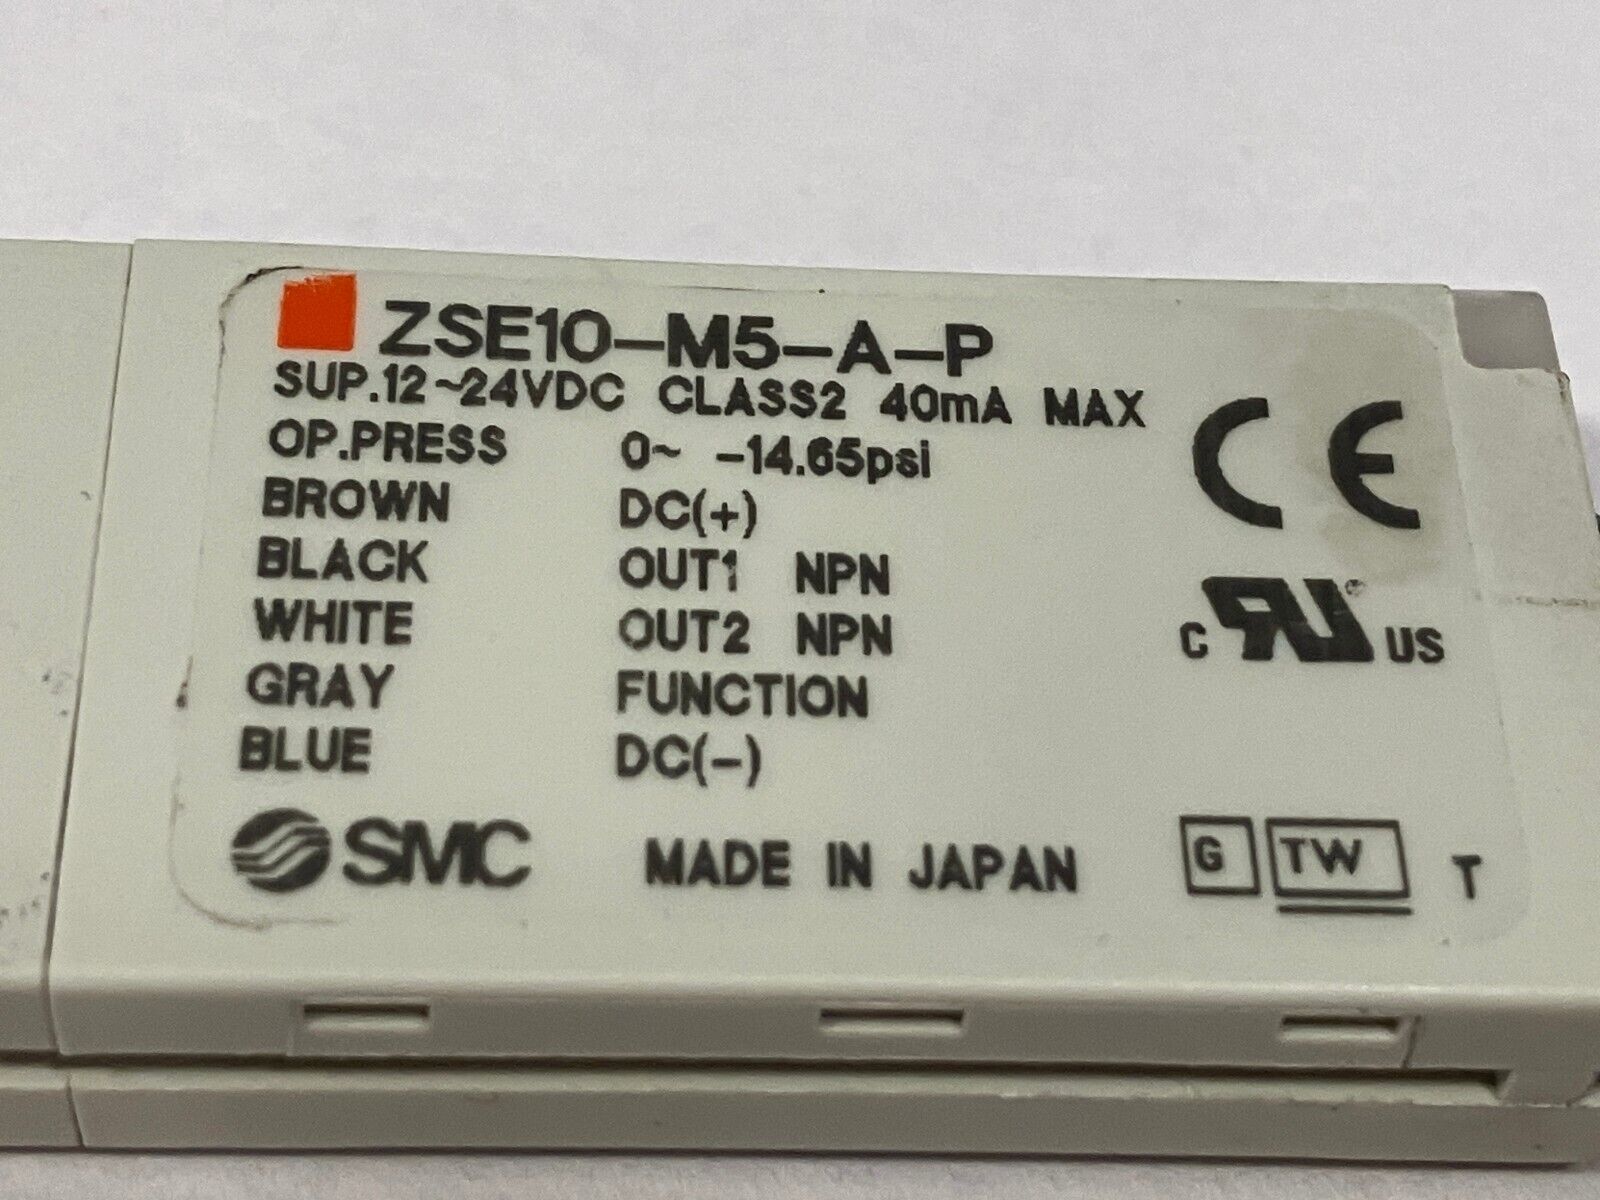 ZSE10-M5-A-P
SUP.12~24VDC CLASS2 40mA MAX
OP.PRESS 0~ -14.65psi
BROWN DC(+)
BLACK OUT1 NPN
WHITE OUT2 NPN
GRAY FUNCTION
BLUE DC(-)
CE
C UR US
SMC MADE IN JAPAN G TW T